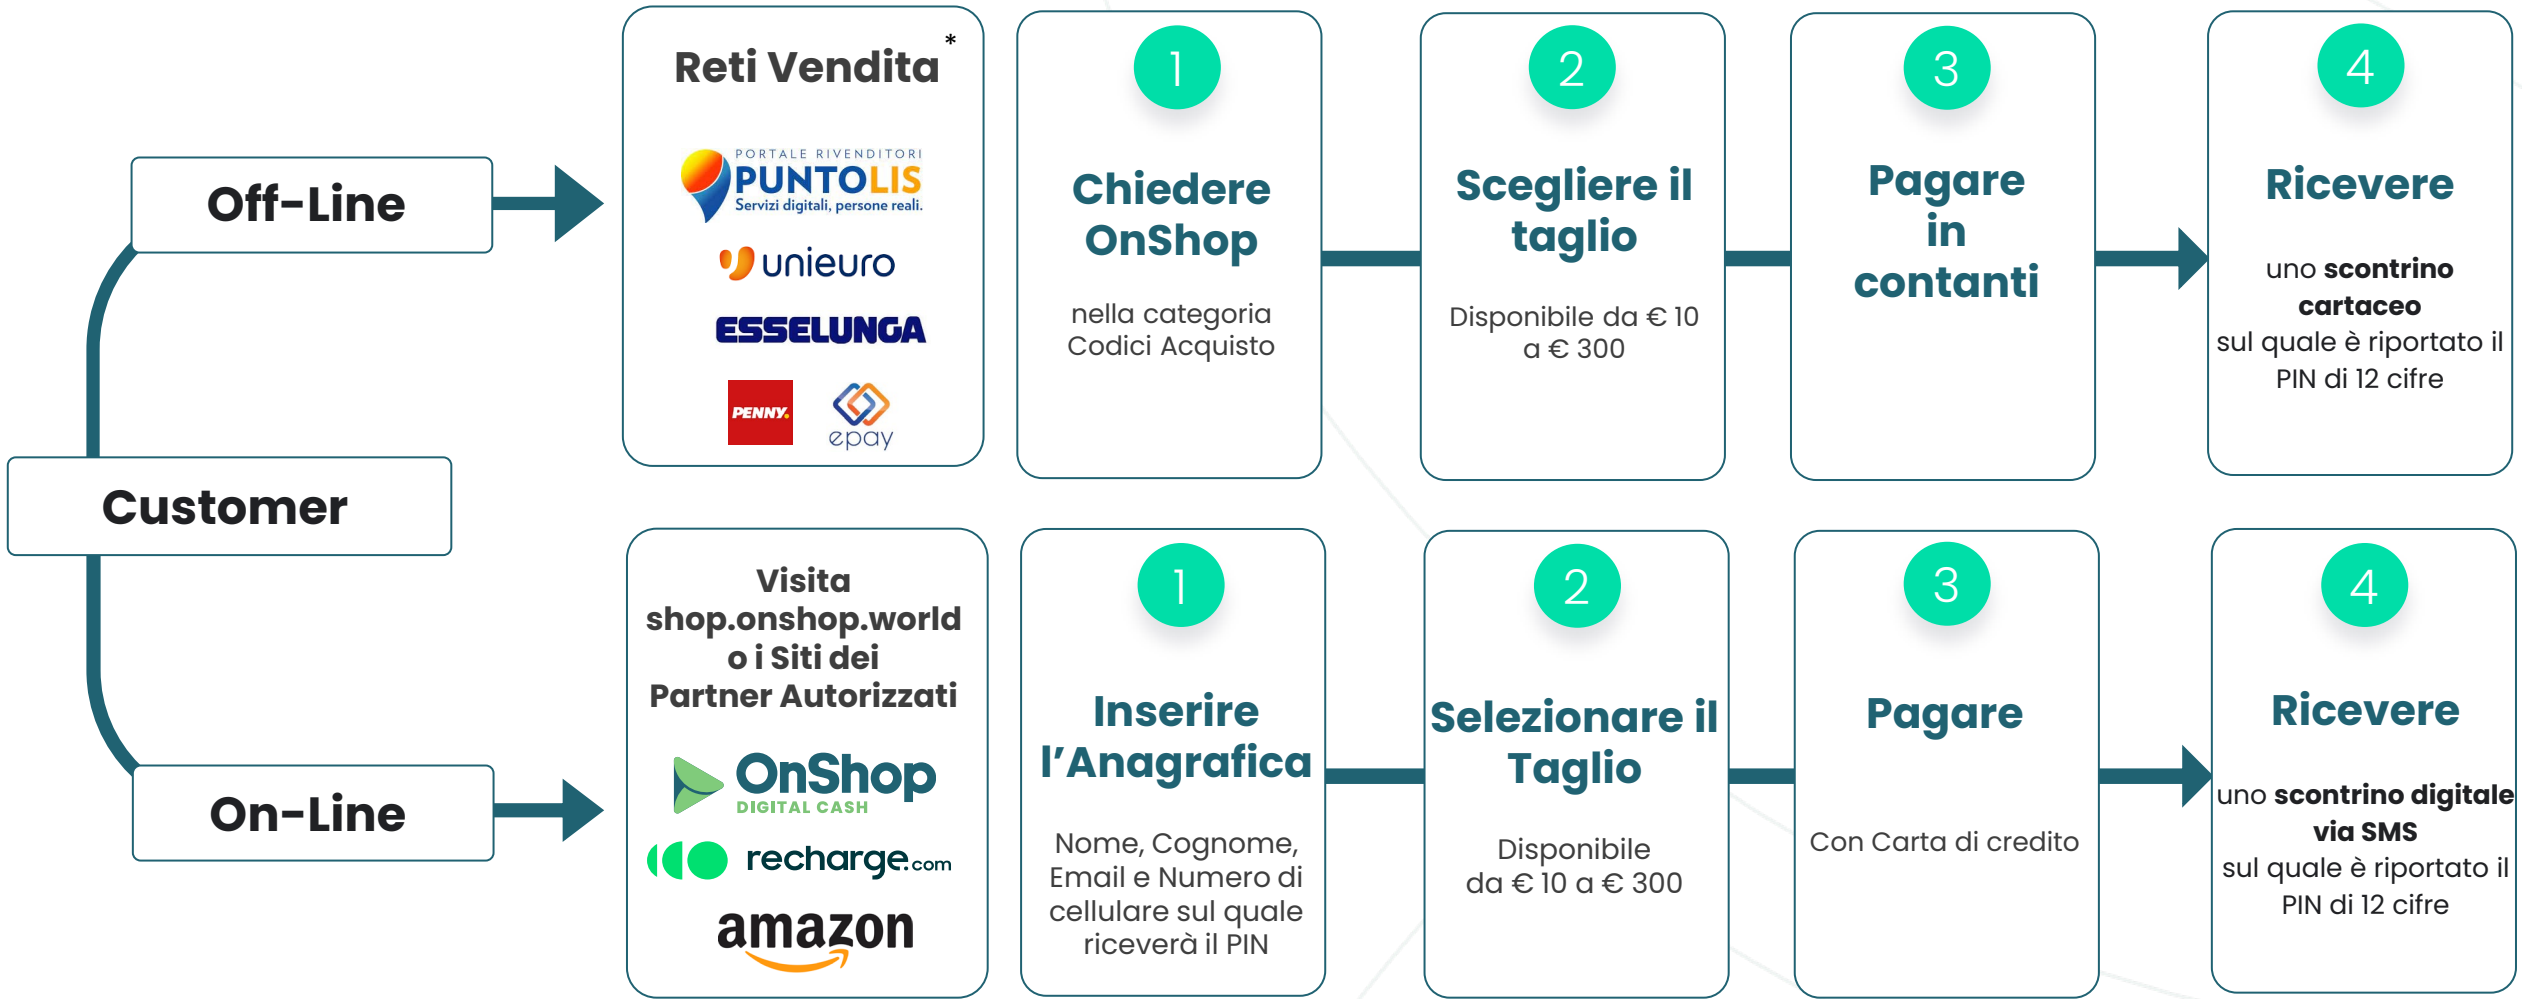 Customer
Off-Line
Reti Vendita*
PORTALE RIVENDITORI
PUNTOLIS
Servizi digitali, persone reali.
unieuro
ESSELUNGA
PENNY.
epay
1
Chiedere
OnShop
nella categoria
Codici Acquisto
2
Scegliere il
taglio
Disponibile da € 10
a € 300
3
Pagare
in
contanti
4
Ricevere
uno scontrino
cartaceo
sul quale è riportato il
PIN di 12 cifre
On-Line
Visita
shop.onshop.world
o i Siti dei
Partner Autorizzati
OnShop
DIGITAL CASH
recharge.com
amazon
1
Inserire
l’Anagrafica
Nome, Cognome,
Email e Numero di
cellulare sul quale
riceverà il PIN
2
Selezionare il
Taglio
Disponibile
da € 10 a € 300
3
Pagare
Con Carta di credito
4
Ricevere
uno scontrino digitale
via SMS
sul quale è riportato il
PIN di 12 cifre